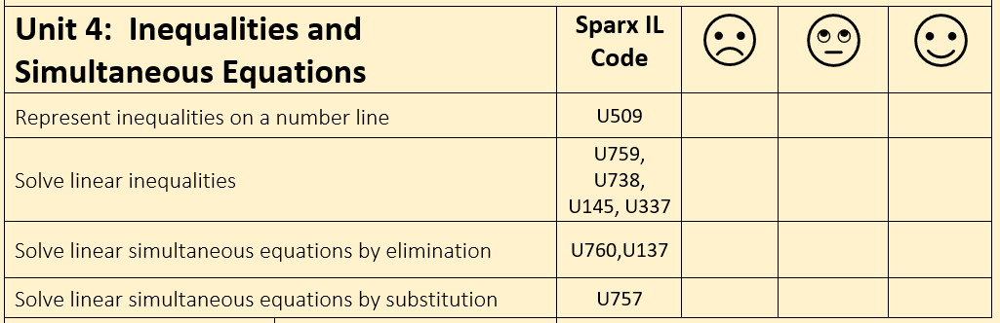 Unit 4:  Inequalities and
Simultaneous Equations
Sparx IL
Code
Represent inequalities on a number line
U509
Solve linear inequalities
U759,
U738,
U145, U337
Solve linear simultaneous equations by elimination
U760,U137
Solve linear simultaneous equations by substitution
U757